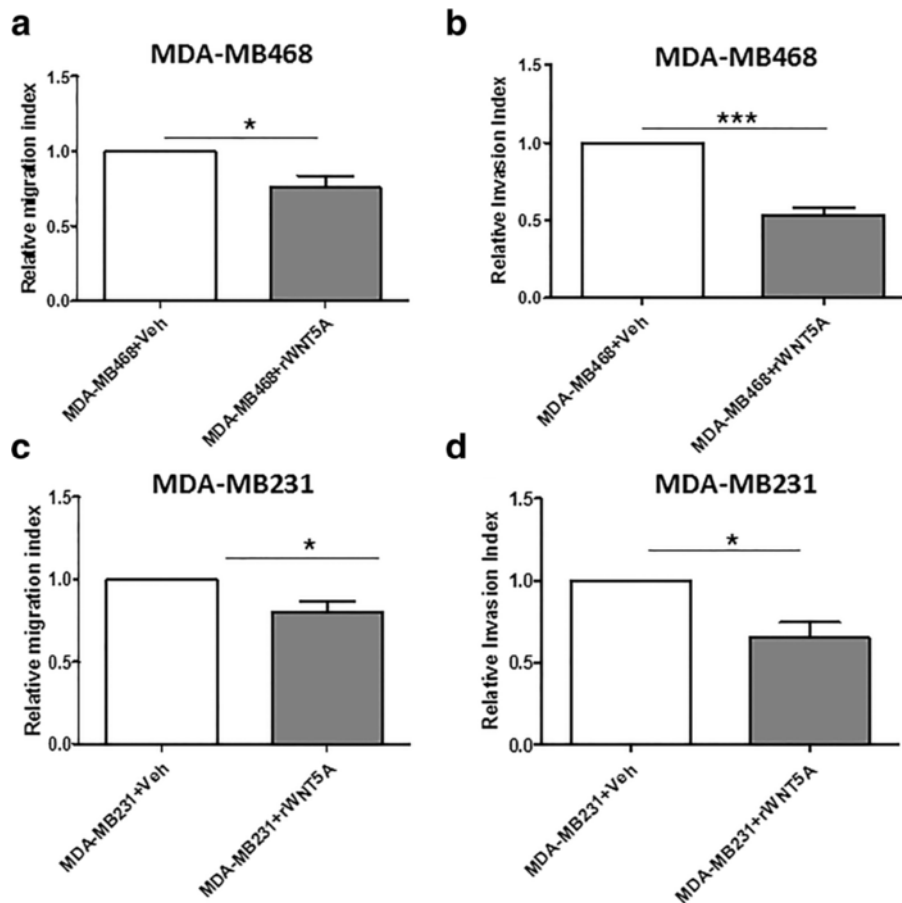 a
MDA-MB468
Relative migration index
1.5
1.0
0.5
0.0
*
MDA-MB468+Veh
MDA-MB468+rWNT5A
b
MDA-MB468
Relative Invasion Index
1.5
1.0
0.5
0.0
***
MDA-MB468+Veh
MDA-MB468+rWNT5A
c
MDA-MB231
Relative migration index
1.5
1.0
0.5
0.0
*
MDA-MB231+Veh
MDA-MB231+rWNT5A
d
MDA-MB231
Relative Invasion Index
1.5
1.0
0.5
0.0
*
MDA-MB231+Veh
MDA-MB231+rWNT5A